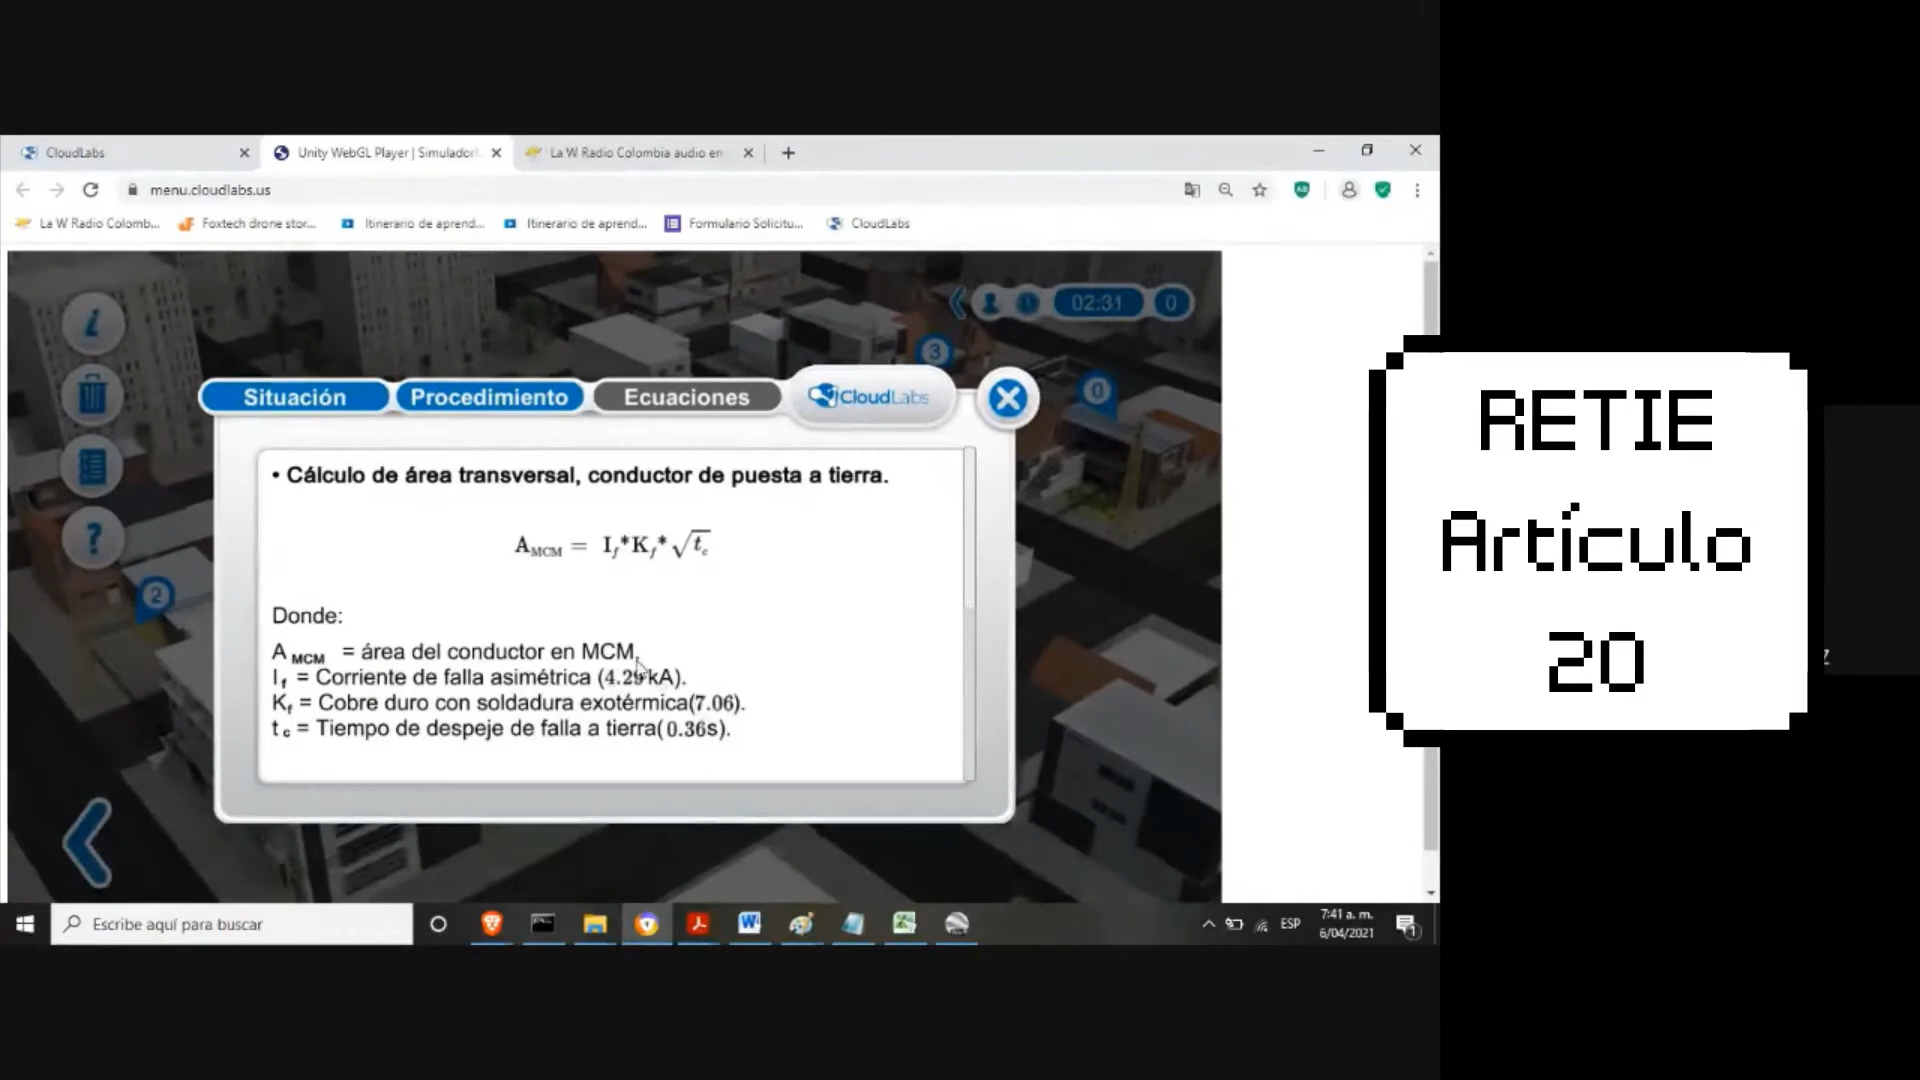 CloudLabs
Unity WebGL Player | Simulador
La W Radio Colombia audio en
menu.cloudlabs.us
La W Radio Colomb...
Foxtech drone stor...
Itinerario de aprend...
Itinerario de aprend...
Formulario Solicitu...
CloudLabs
02:31
0
3
0
2
Situación
Procedimiento
Ecuaciones
CloudLabs
• Cálculo de área transversal, conductor de puesta a tierra.
A_MCM = I_f*K_f*√t_c
Donde:
A MCM = área del conductor en MCM.
I f = Corriente de falla asimétrica (4.29 kA).
K f = Cobre duro con soldadura exotérmica(7.06).
t c = Tiempo de despeje de falla a tierra(0.36s).
RETIE
Artículo
20
Z
Escribe aquí para buscar
ESP
7:41 a. m.
6/04/2021
1